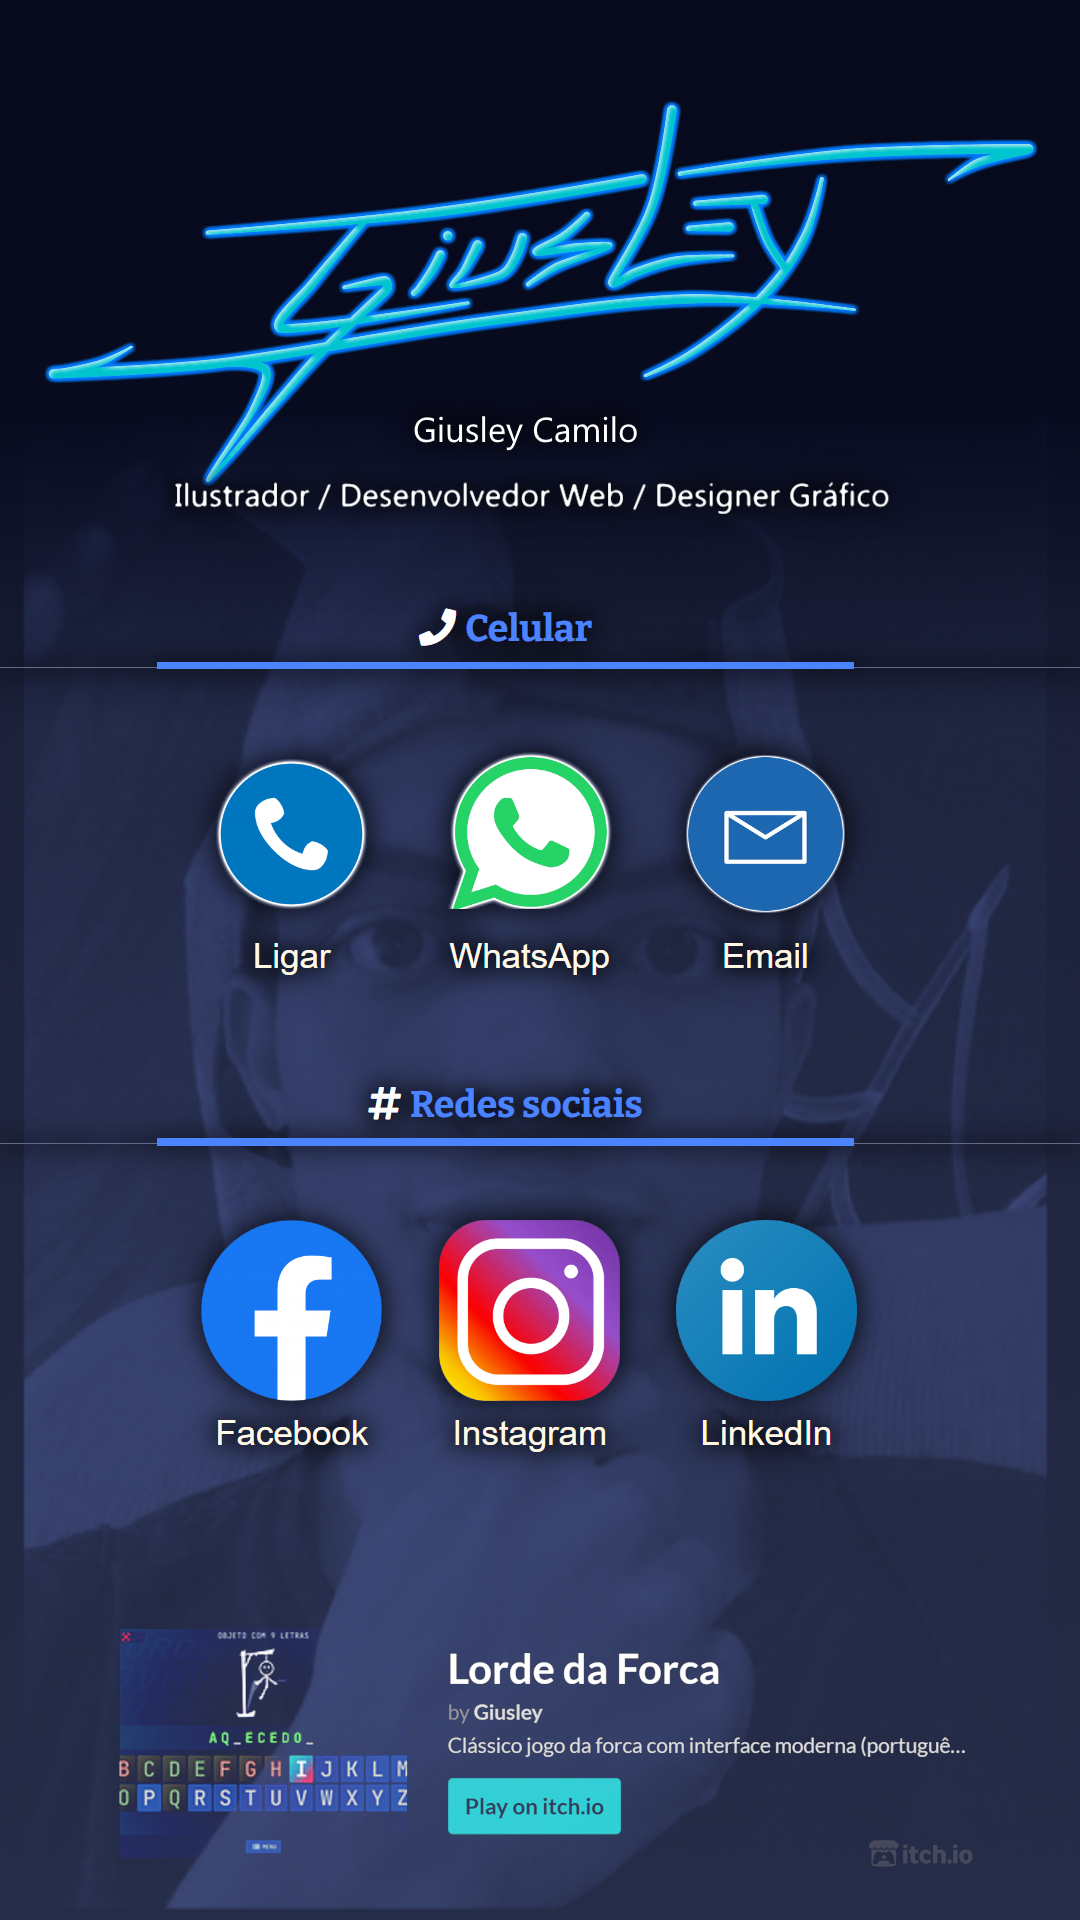 GiusLEY
Giusley Camilo
Ilustrador / Desenvolvedor Web / Designer Gráfico
Celular
Ligar
WhatsApp
Email
# Redes sociais
in
Facebook
Instagram
LinkedIn
OBJETO COM 9 LETRAS
AQ_ECEDO_
B C D E F G H I J K L M
O P Q R S T U V W X Y Z
MENU
Lorde da Forca
by Giusley
Clássico jogo da forca com interface moderna (portuguê...
Play on itch.io
itch.io